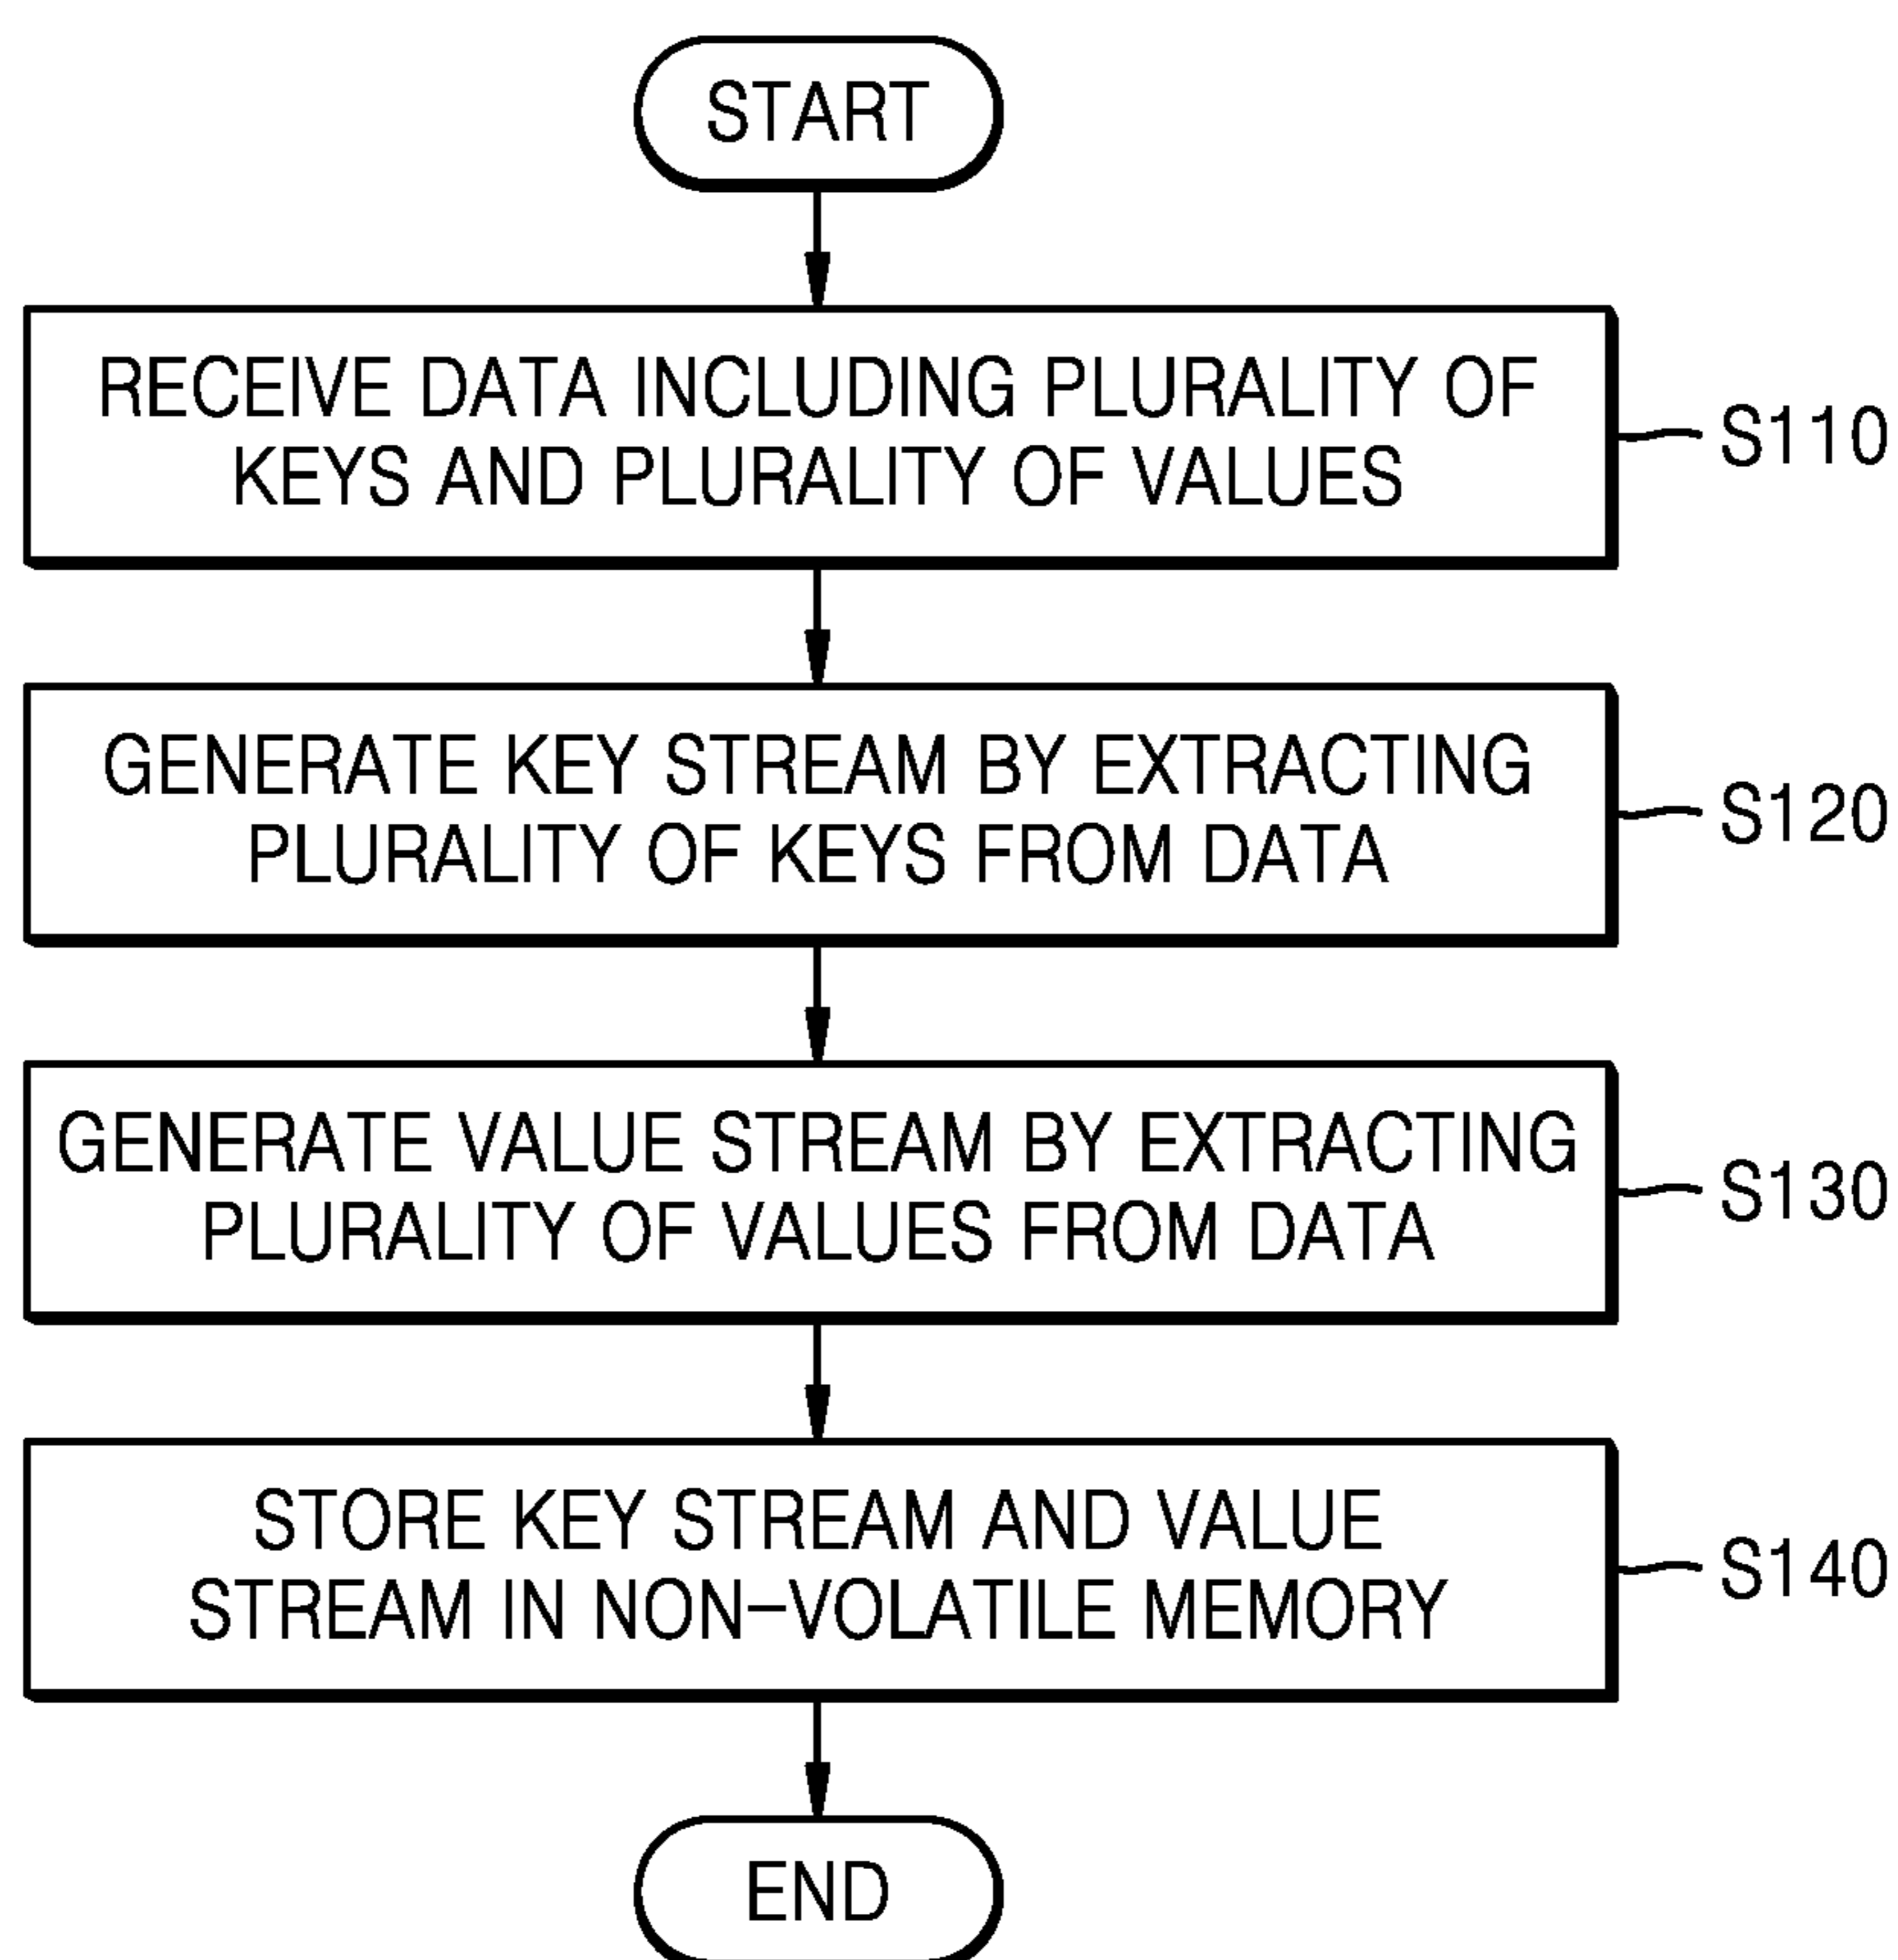 START
RECEIVE DATA INCLUDING PLURALITY OF
KEYS AND PLURALITY OF VALUES
S110
GENERATE KEY STREAM BY EXTRACTING
PLURALITY OF KEYS FROM DATA
S120
GENERATE VALUE STREAM BY EXTRACTING
PLURALITY OF VALUES FROM DATA
S130
STORE KEY STREAM AND VALUE
STREAM IN NON-VOLATILE MEMORY
S140
END